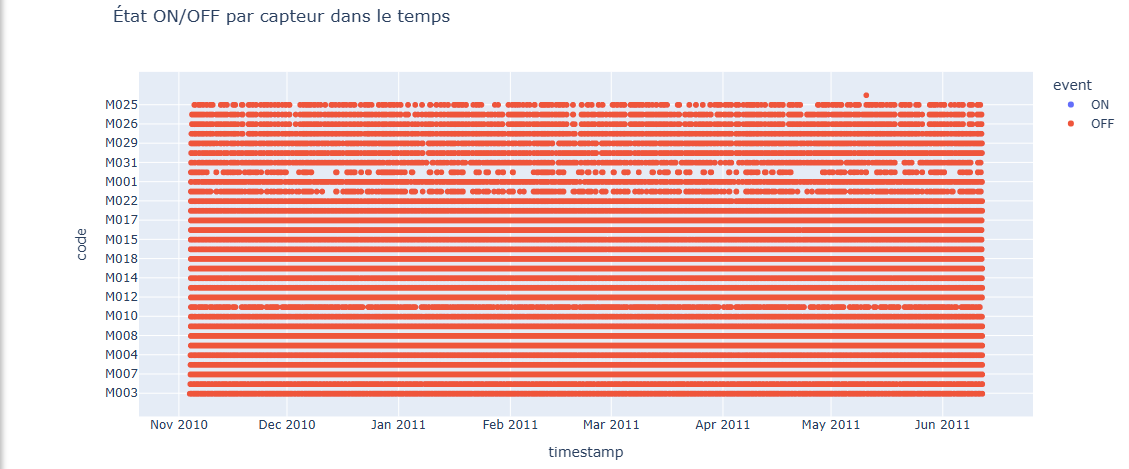 État ON/OFF par capteur dans le temps
event
ON
OFF
code
M025
M026
M029
M031
M001
M022
M017
M015
M018
M014
M012
M010
M008
M004
M007
M003
Nov 2010 Dec 2010 Jan 2011 Feb 2011 Mar 2011 Apr 2011 May 2011 Jun 2011
timestamp